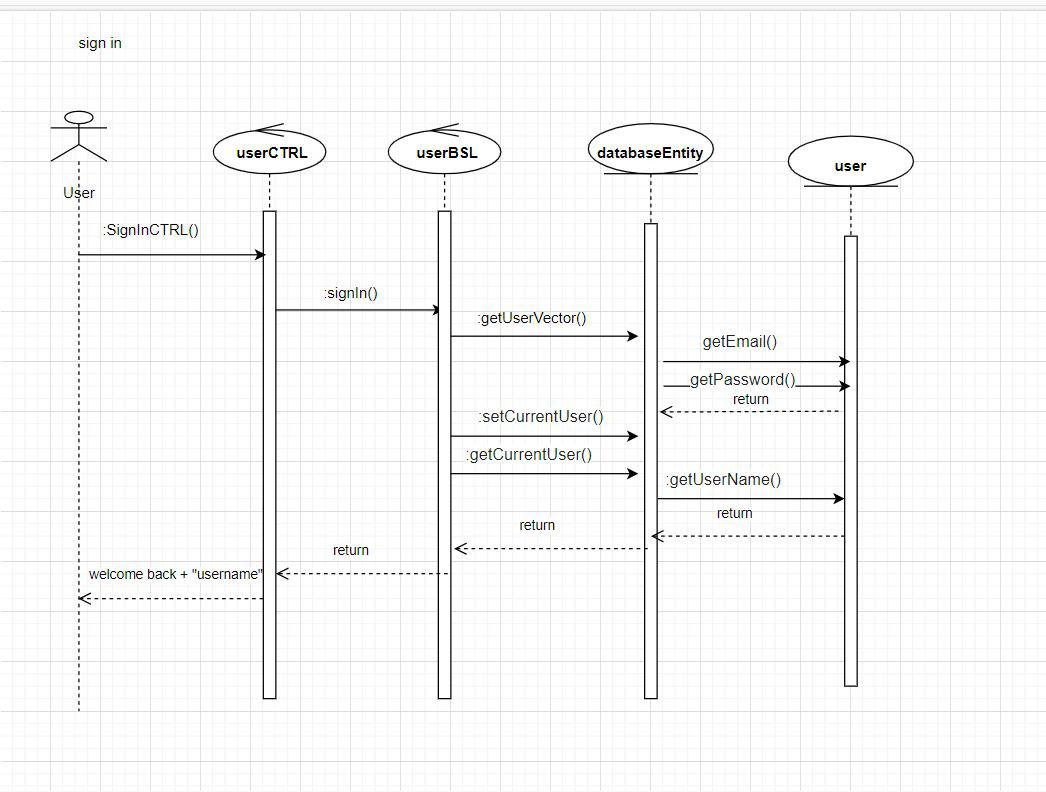 sign in
userCTRL
userBSL
databaseEntity
user
User
:SignInCTRL()
:signIn()
:getUserVector()
getEmail()
getPassword()
return
:setCurrentUser()
:getCurrentUser()
:getUserName()
return
return
return
welcome back + "username"